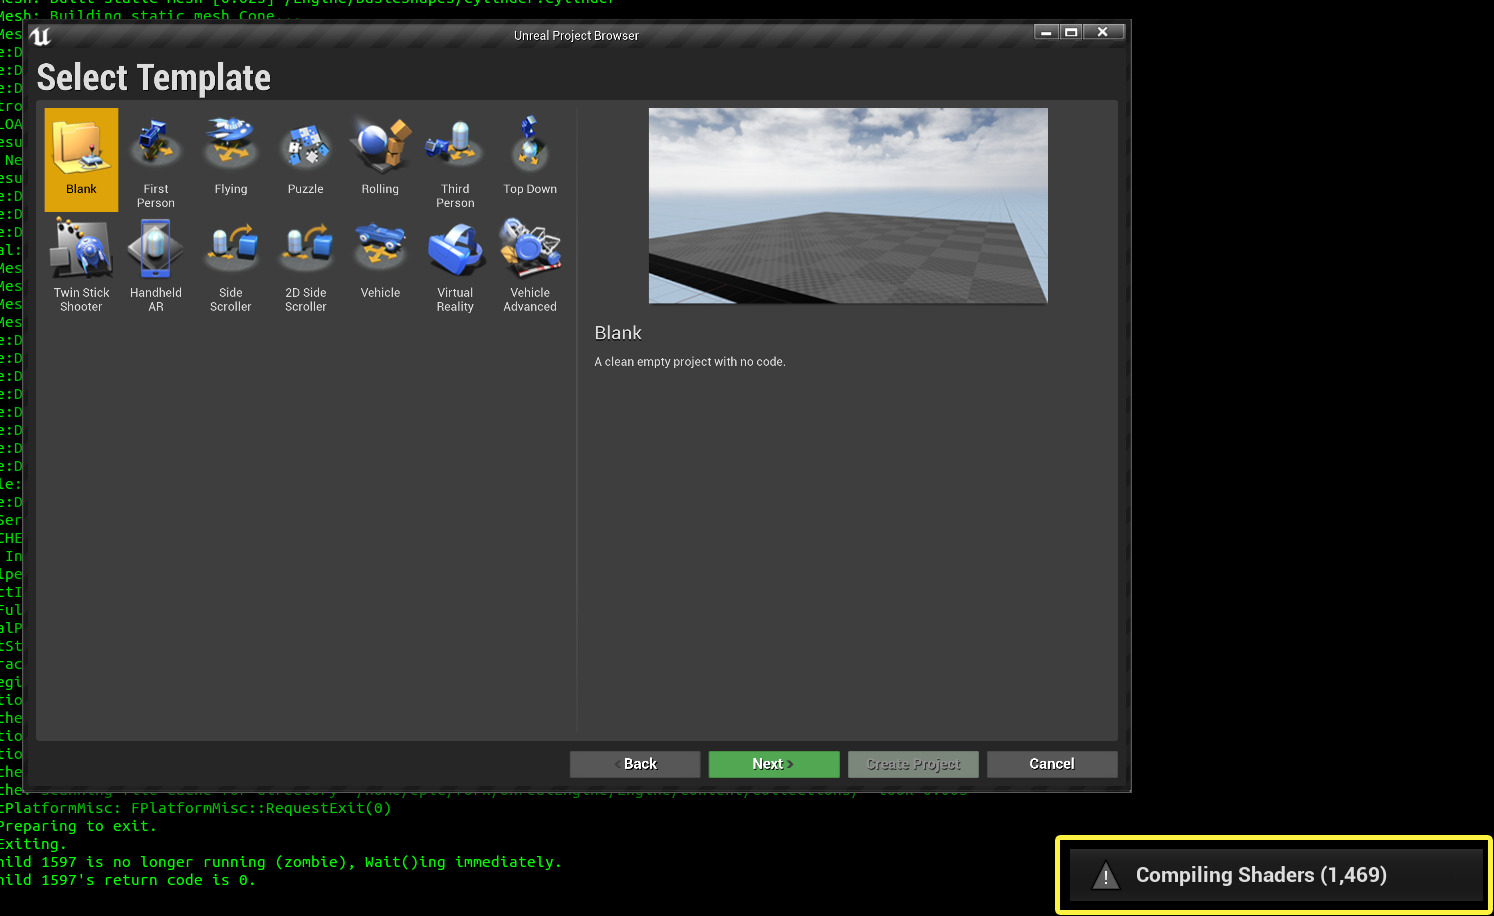 Mesh: Building static mesh Cone...
Unreal Project Browser
Select Template
Blank
First
Person
Flying
Puzzle
Rolling
Third
Person
Top Down
Twin Stick
Shooter
Handheld
AR
Side
Scroller
2D Side
Scroller
Vehicle
Virtual
Reality
Vehicle
Advanced
Blank
A clean empty project with no code.
< Back
Next >
Create Project
Cancel
cPlatformMisc: FPlatformMisc::RequestExit(0)
Preparing to exit.
Exiting.
hild 1597 is no longer running (zombie), Wait()ing immediately.
hild 1597's return code is 0.
Compiling Shaders (1,469)